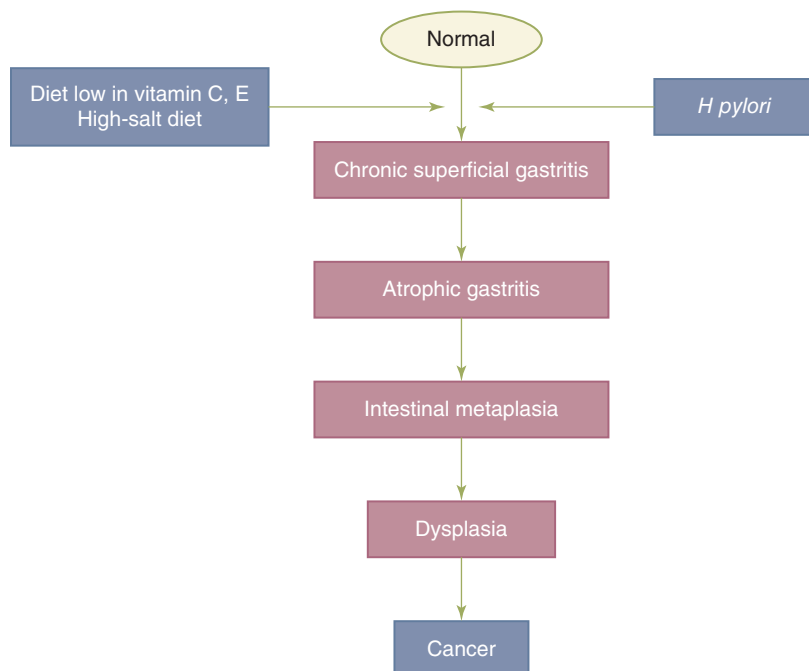 Normal
Diet low in vitamin C, E
High-salt diet
H pylori
Chronic superficial gastritis
Atrophic gastritis
Intestinal metaplasia
Dysplasia
Cancer